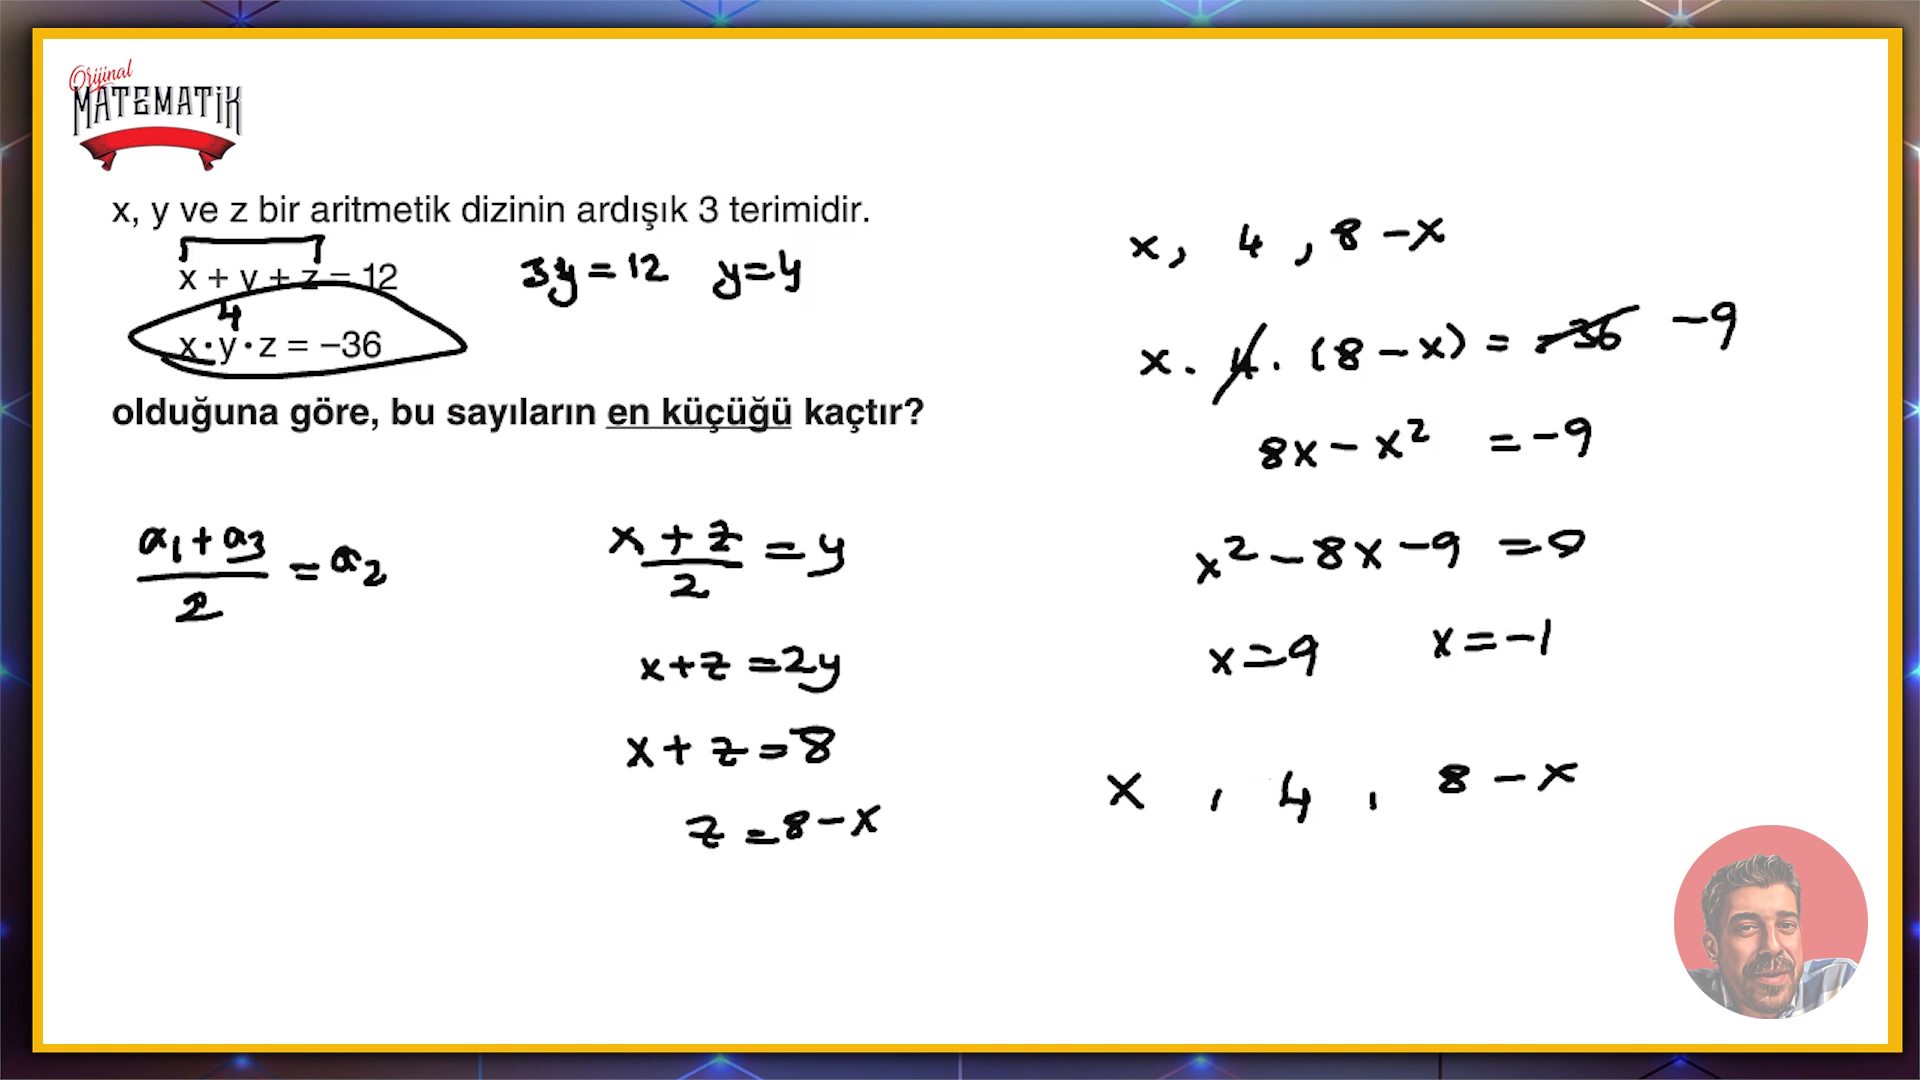 Orijinal
MATEMATİK
x, y ve z bir aritmetik dizinin ardışık 3 terimidir.
x + y + z = 12
3y = 12 y = 4
4
x · y · z = −36
olduğuna göre, bu sayıların en küçüğü kaçtır?
a1 + a3 / 2 = a2
x + z / 2 = y
x + z = 2y
x + z = 8
z = 8 − x
x, 4, 8 − x
x . 4 . (8 − x) = −36 −9
8x − x² = −9
x² − 8x − 9 = 0
x = 9 x = −1
x , 4 , 8 − x